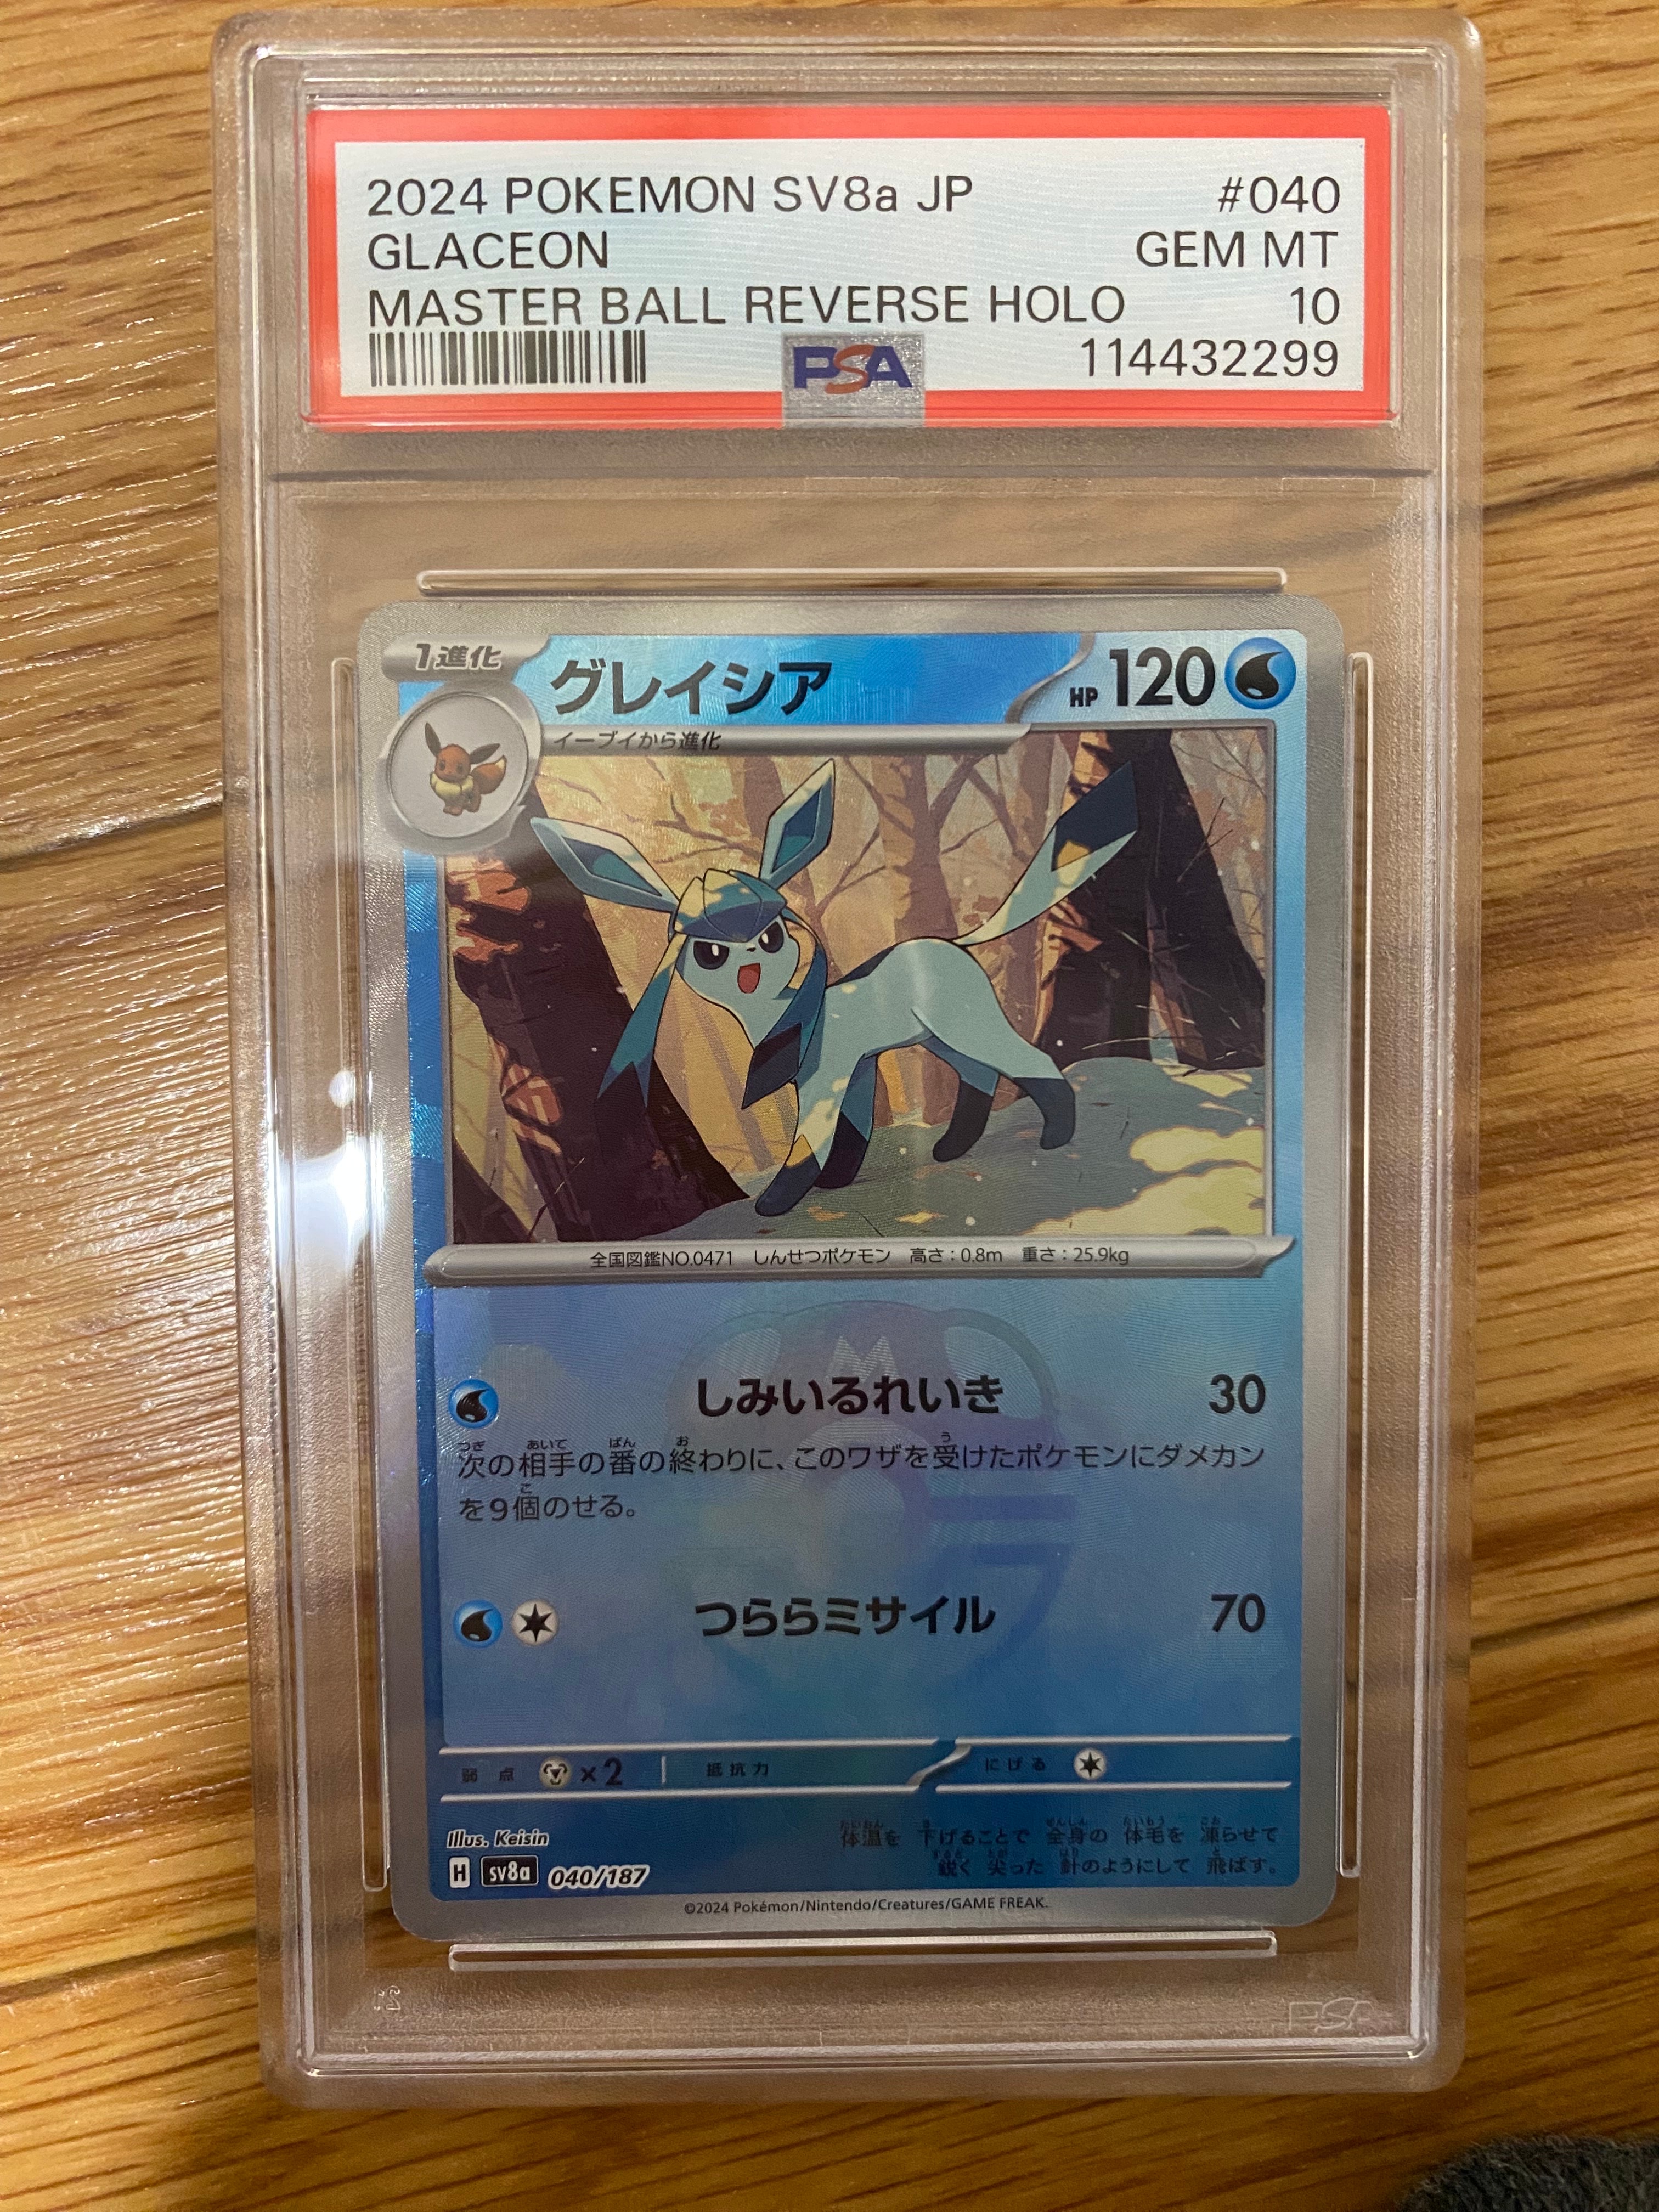 2024 POKEMON SV8a JP #040
GLACEON GEM MT
MASTER BALL REVERSE HOLO 10
PSA 114432299
1進化 グレイシア HP 120
イーブイから進化
全国図鑑NO.0471 しんせつポケモン 高さ:0.8m 重さ:25.9kg
M
しみいるれいき 30
次の相手の番の終わりに、このワザを受けたポケモンにダメカン
を9個のせる。
つららミサイル 70
弱点 ×2 抵抗力 にげる
Illus. Keisin
体温を 下げることで 全身の 体毛を 凍らせて
鋭く 尖った 針のようにして 飛ばす。
H sv8a 040/187
©2024 Pokémon/Nintendo/Creatures/GAME FREAK.
PSA